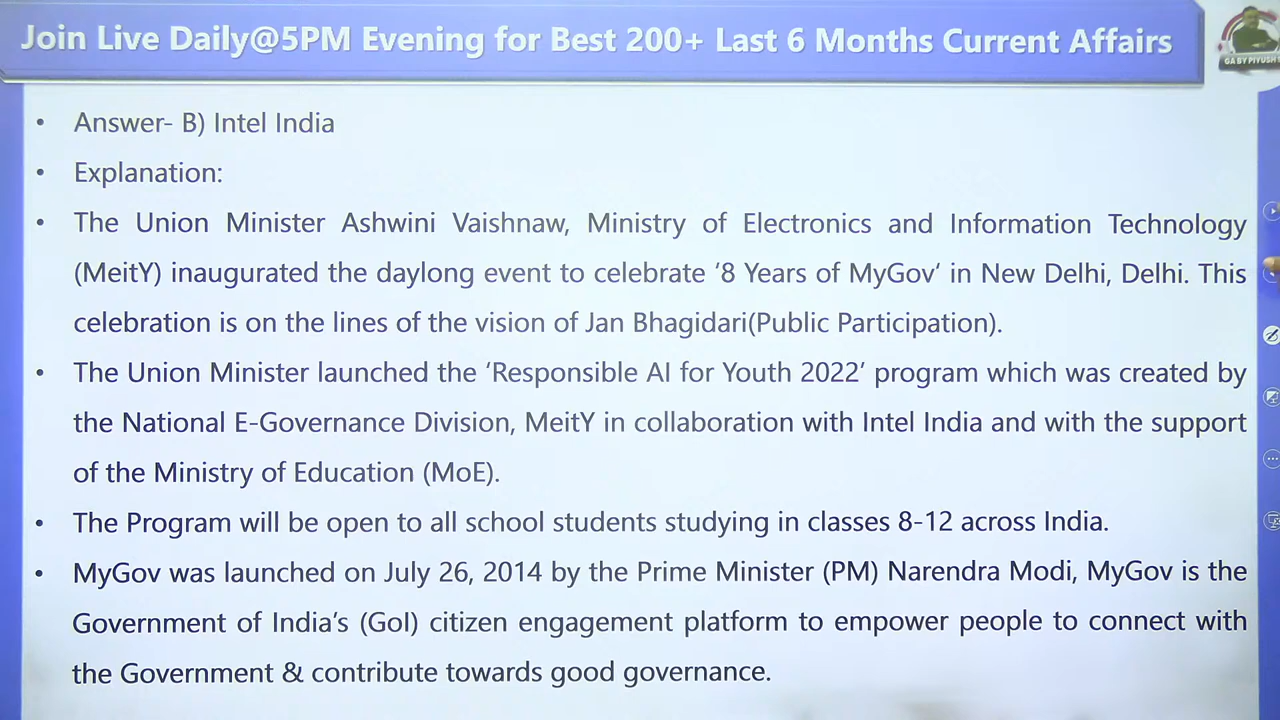 Join Live Daily@5PM Evening for Best 200+ Last 6 Months Current Affairs
GA BY PIYUSH
• Answer- B) Intel India
• Explanation:
• The Union Minister Ashwini Vaishnaw, Ministry of Electronics and Information Technology
(MeitY) inaugurated the daylong event to celebrate ’8 Years of MyGov‘ in New Delhi, Delhi. This
celebration is on the lines of the vision of Jan Bhagidari(Public Participation).
• The Union Minister launched the ‘Responsible AI for Youth 2022’ program which was created by
the National E-Governance Division, MeitY in collaboration with Intel India and with the support
of the Ministry of Education (MoE).
• The Program will be open to all school students studying in classes 8-12 across India.
• MyGov was launched on July 26, 2014 by the Prime Minister (PM) Narendra Modi, MyGov is the
Government of India’s (GoI) citizen engagement platform to empower people to connect with
the Government & contribute towards good governance.